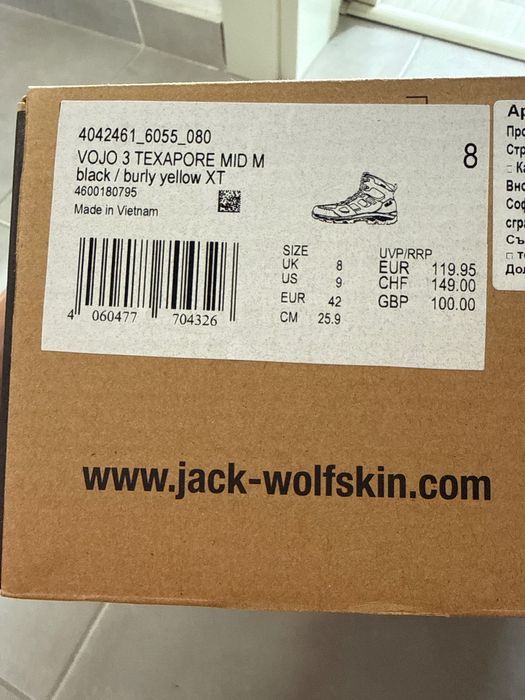 4042461_6055_080
VOJO 3 TEXAPORE MID M
black / burly yellow XT
4600180795
Made in Vietnam
8
4 060477 704326
SIZE
UK 8
US 9
EUR 42
CM 25.9
UVP/RRP
EUR 119.95
CHF 149.00
GBP 100.00
www.jack-wolfskin.com